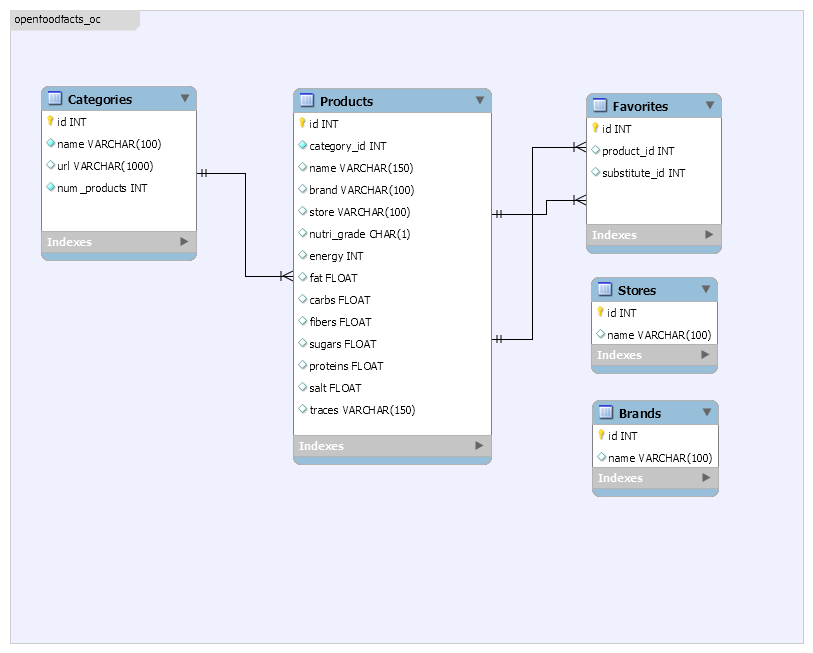 openfoodfacts_oc
Categories
id INT
name VARCHAR(100)
url VARCHAR(1000)
num_products INT
Indexes
Products
id INT
category_id INT
name VARCHAR(150)
brand VARCHAR(100)
store VARCHAR(100)
nutri_grade CHAR(1)
energy INT
fat FLOAT
carbs FLOAT
fibers FLOAT
sugars FLOAT
proteins FLOAT
salt FLOAT
traces VARCHAR(150)
Indexes
Favorites
id INT
product_id INT
substitute_id INT
Indexes
Stores
id INT
name VARCHAR(100)
Indexes
Brands
id INT
name VARCHAR(100)
Indexes